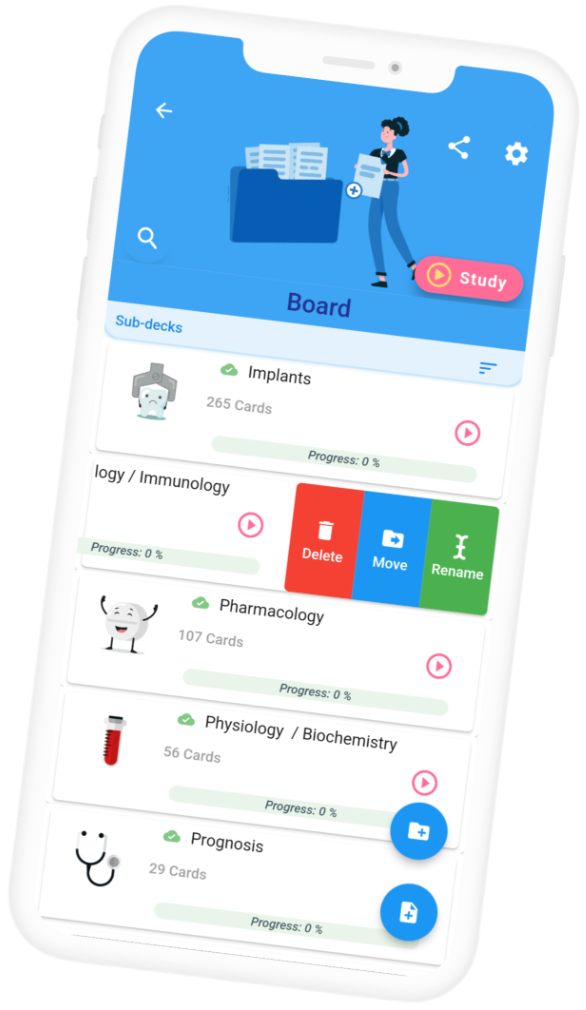 Study
Board
Sub-decks
Implants
265 Cards
Progress: 0 %
logy / Immunology
Progress: 0 %
Delete
Move
Rename
Pharmacology
107 Cards
Progress: 0 %
Physiology / Biochemistry
56 Cards
Progress: 0 %
Prognosis
29 Cards
Progress: 0 %